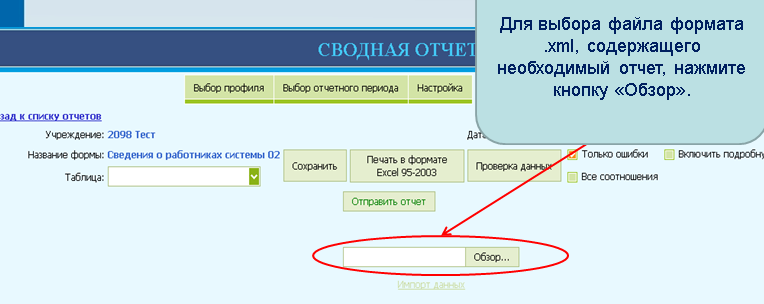 Для выбора файла формата
.xml, содержащего
необходимый отчет, нажмите
кнопку «Обзор».
СВОДНАЯ ОТЧЕТ
Выбор профиля Выбор отчетного периода Настройка
зад к списку отчетов
Учреждение: 2098 Тест
Дата
Название формы: Сведения о работниках системы 02
Сохранить
Печать в формате
Excel 95-2003
Проверка данных
Только ошибки Включить подробну
Таблица:
Все соотношения
Отправить отчет
Обзор...
Импорт данных